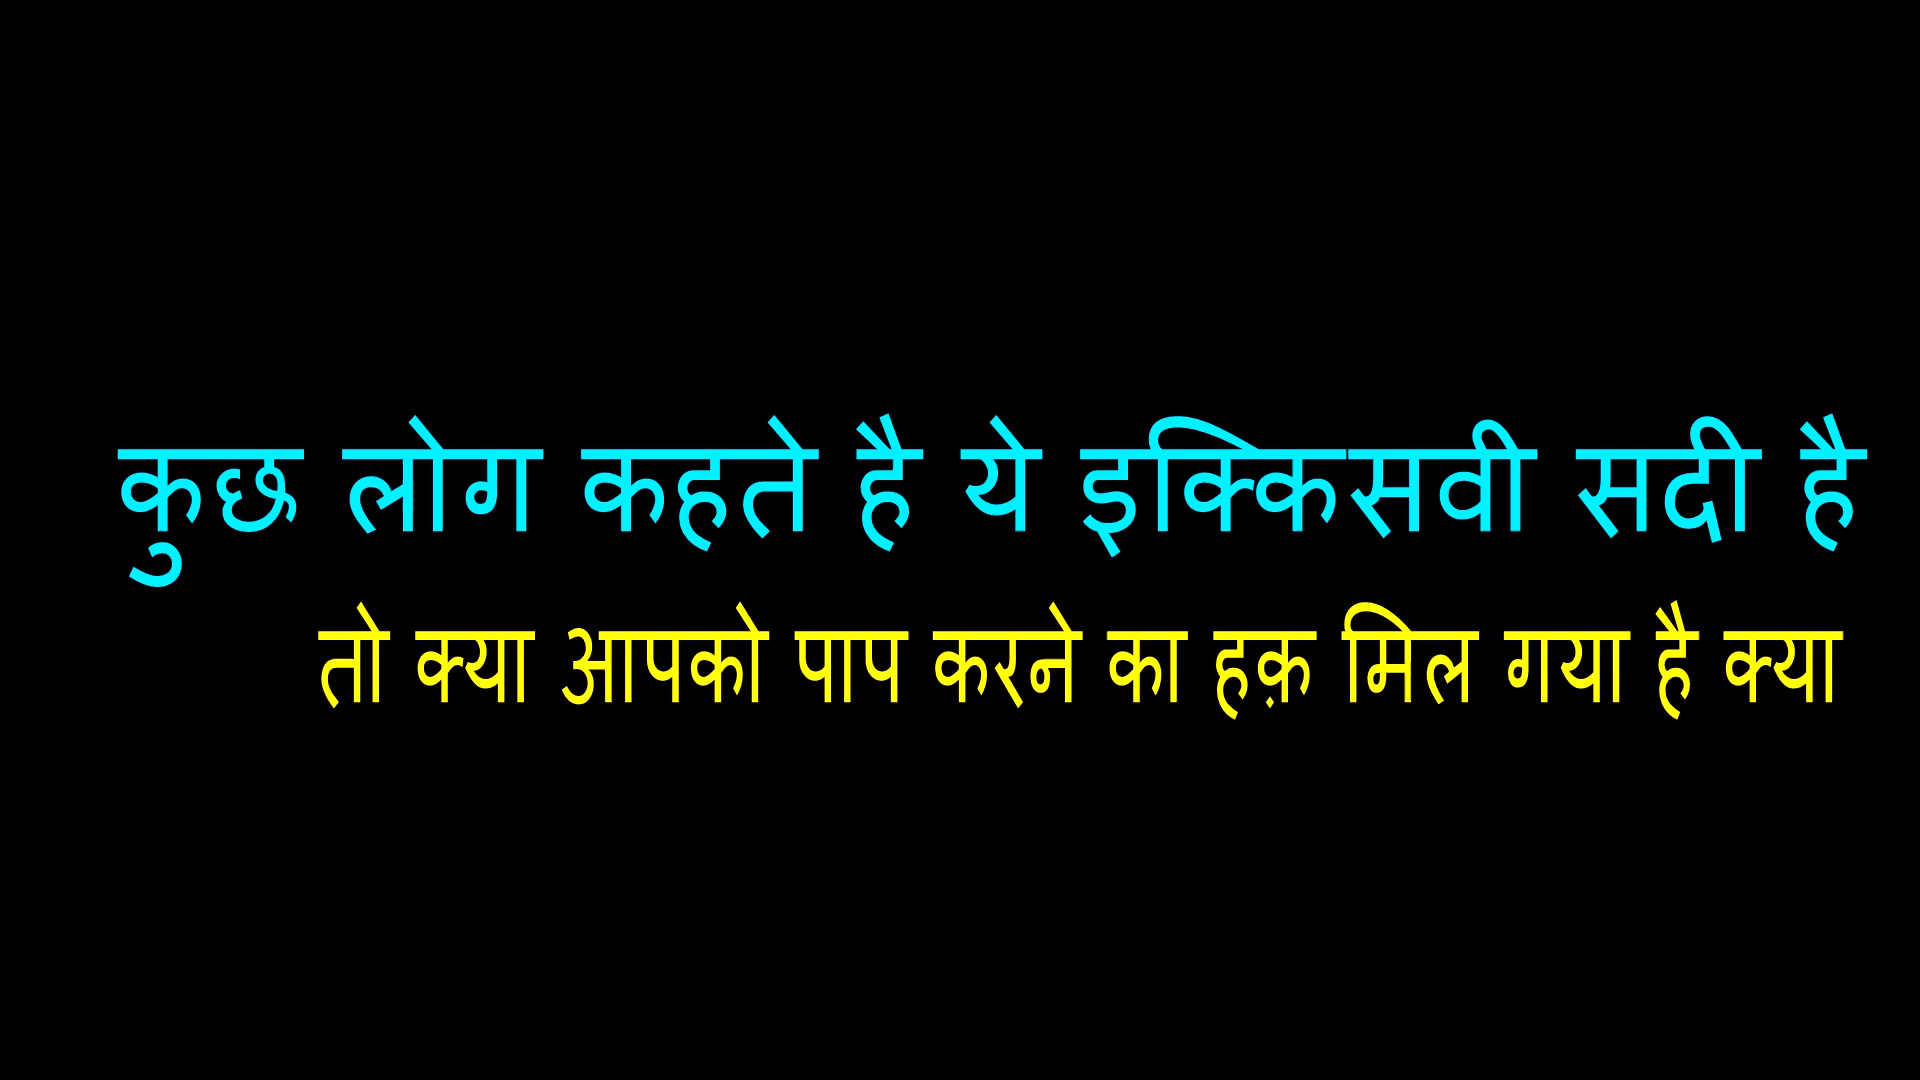 कुछ लोग कहते है ये इक्किसवी सदी है
तो क्या आपको पाप करने का हक़ मिल गया है क्या